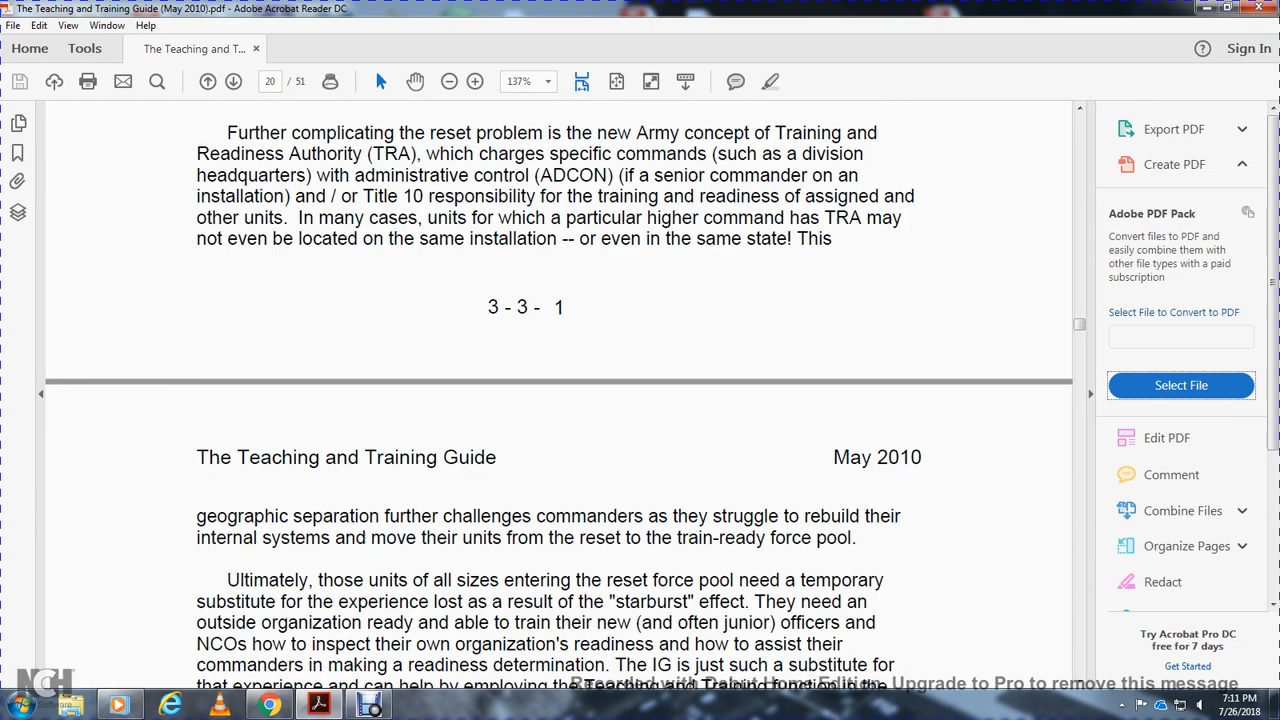 The Teaching and Training Guide (May 2010).pdf - Adobe Acrobat Reader DC
File Edit View Window Help
Home Tools The Teaching and T... × Sign In
20 / 51 137%
Further complicating the reset problem is the new Army concept of Training and
Readiness Authority (TRA), which charges specific commands (such as a division
headquarters) with administrative control (ADCON) (if a senior commander on an
installation) and / or Title 10 responsibility for the training and readiness of assigned and
other units. In many cases, units for which a particular higher command has TRA may
not even be located on the same installation -- or even in the same state! This
3 - 3 - 1
The Teaching and Training Guide May 2010
geographic separation further challenges commanders as they struggle to rebuild their
internal systems and move their units from the reset to the train-ready force pool.
Ultimately, those units of all sizes entering the reset force pool need a temporary
substitute for the experience lost as a result of the "starburst" effect. They need an
outside organization ready and able to train their new (and often junior) officers and
NCOs how to inspect their own organization's readiness and how to assist their
commanders in making a readiness determination. The IG is just such a substitute for
that experience and can help by employing the Teaching and Training function in the
Export PDF
Create PDF
Adobe PDF Pack
Convert files to PDF and
easily combine them with
other file types with a paid
subscription
Select File to Convert to PDF
Select File
Edit PDF
Comment
Combine Files
Organize Pages
Redact
Try Acrobat Pro DC
free for 7 days
Get Started
NCH
Software
Home Edition. Upgrade to Pro to remove this message
7:11 PM
7/26/2018